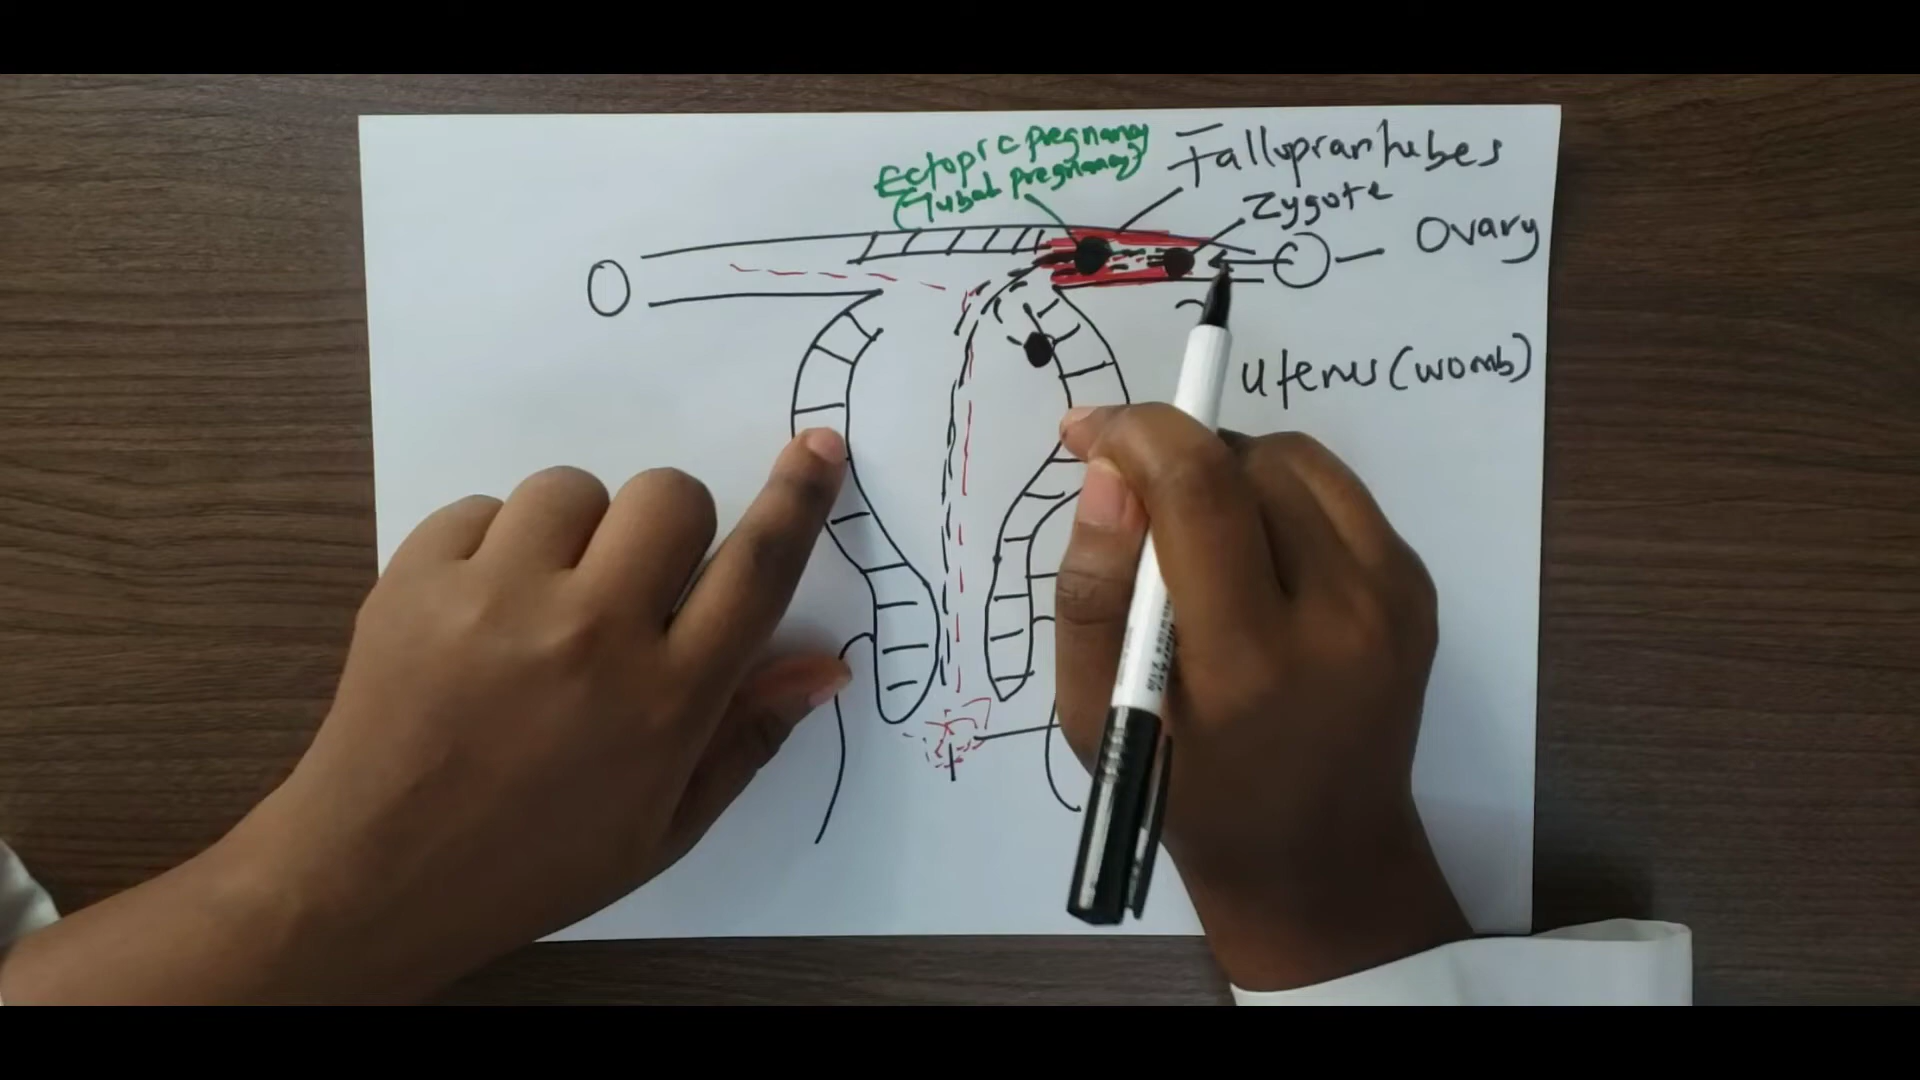 Ectopic pregnancy
(Tubal pregnancy)
Fallopian tubes
Zygote
Ovary
Uterus (womb)